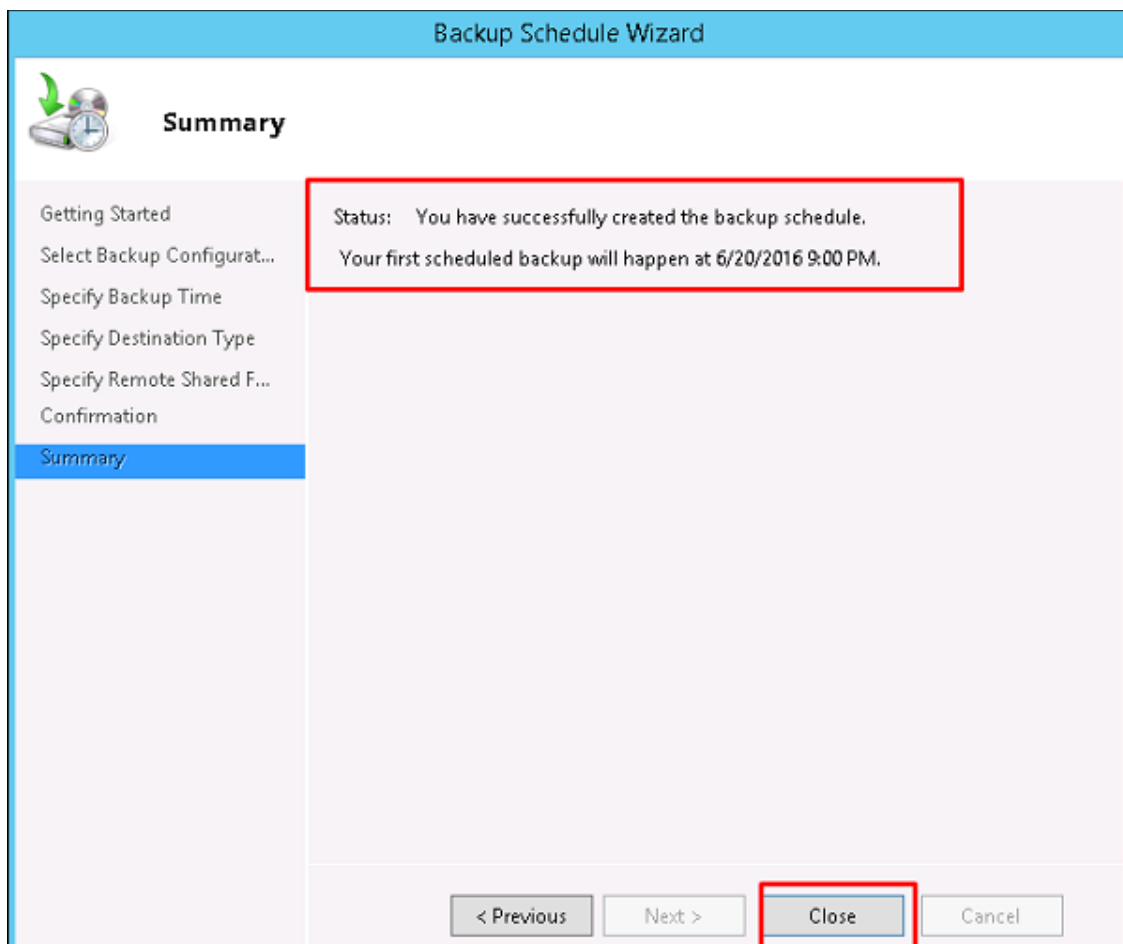 Backup Schedule Wizard
Summary
Getting Started
Select Backup Configurat...
Specify Backup Time
Specify Destination Type
Specify Remote Shared F...
Confirmation
Summary
Status: You have successfully created the backup schedule.
Your first scheduled backup will happen at 6/20/2016 9:00 PM.
< Previous Next > Close Cancel